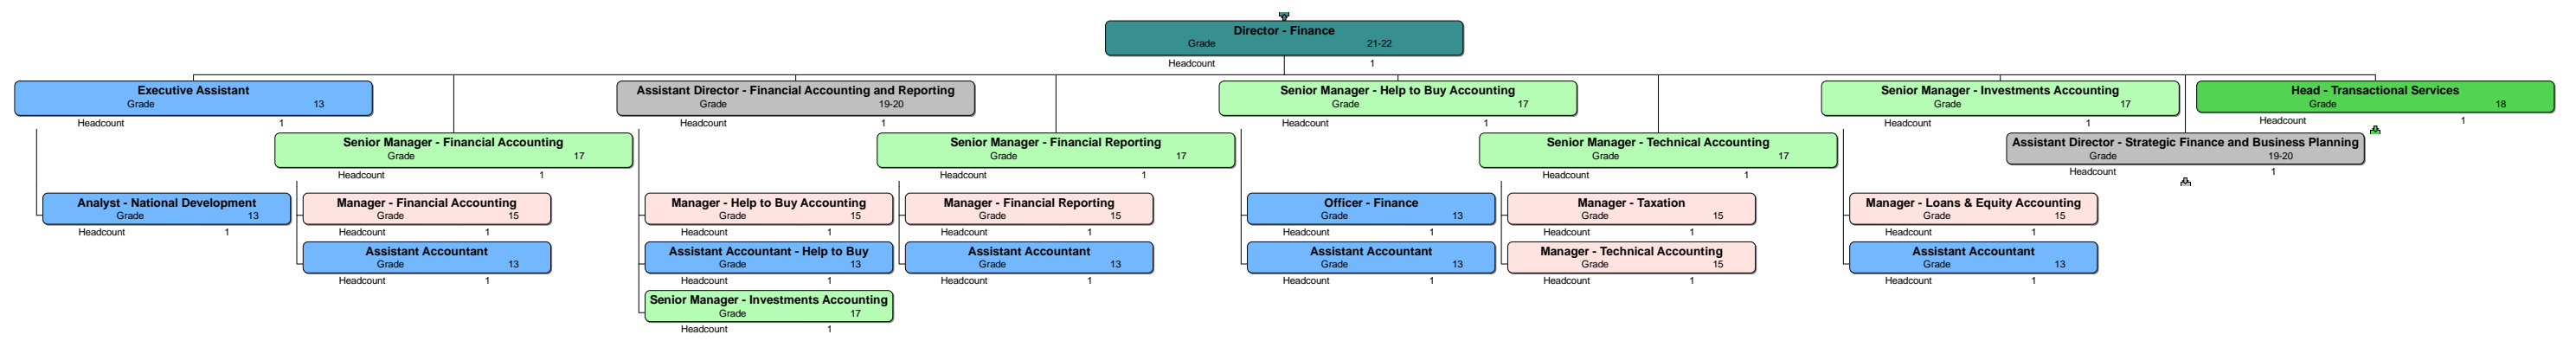 Director - Finance
Grade 21-22
Headcount 1
Executive Assistant
Grade 13
Headcount 1
Senior Manager - Financial Accounting
Grade 17
Headcount 1
Assistant Director - Financial Accounting and Reporting
Grade 19-20
Headcount 1
Senior Manager - Financial Reporting
Grade 17
Headcount 1
Senior Manager - Help to Buy Accounting
Grade 17
Headcount 1
Senior Manager - Technical Accounting
Grade 17
Headcount 1
Senior Manager - Investments Accounting
Grade 17
Headcount 1
Assistant Director - Strategic Finance and Business Planning
Grade 19-20
Headcount 1
Head - Transactional Services
Grade 18
Headcount 1
Analyst - National Development
Grade 13
Headcount 1
Manager - Financial Accounting
Grade 15
Headcount 1
Assistant Accountant
Grade 13
Headcount 1
Manager - Help to Buy Accounting
Grade 15
Headcount 1
Assistant Accountant - Help to Buy
Grade 13
Headcount 1
Senior Manager - Investments Accounting
Grade 17
Headcount 1
Manager - Financial Reporting
Grade 15
Headcount 1
Assistant Accountant
Grade 13
Headcount 1
Officer - Finance
Grade 13
Headcount 1
Assistant Accountant
Grade 13
Headcount 1
Manager - Taxation
Grade 15
Headcount 1
Manager - Technical Accounting
Grade 15
Headcount 1
Manager - Loans & Equity Accounting
Grade 15
Headcount 1
Assistant Accountant
Grade 13
Headcount 1